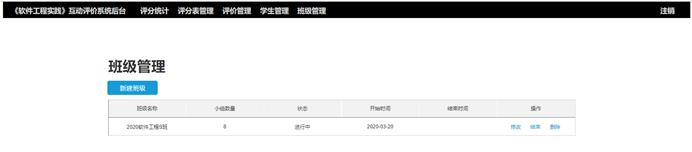 《软件工程实践》互动评价系统后台 评分统计 评分表管理 评价管理 学生管理 班级管理 注销
班级管理
新建班级
班级名称 小组数量 状态 开始时间 结束时间 操作
2020软件工程S班 8 进行中 2020-03-20 修改 结束 删除